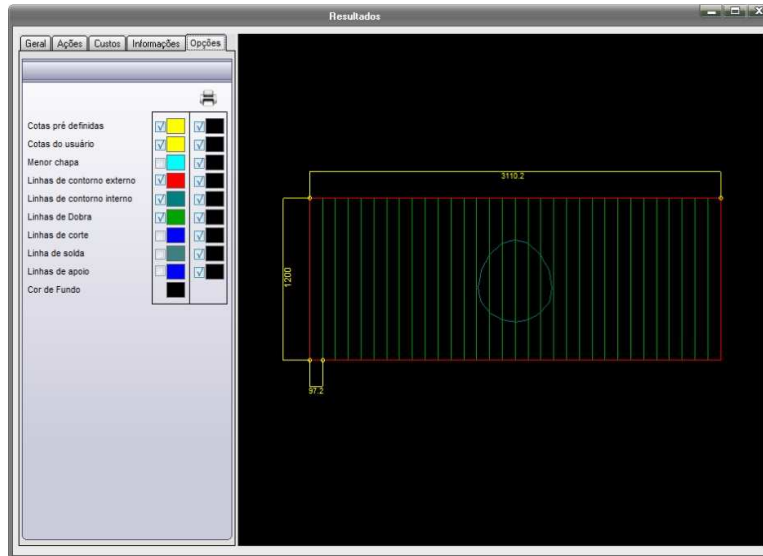 Resultados
Geral Ações Custos Informações Opções
Cotas pré definidas
Cotas do usuário
Menor chapa
Linhas de contorno externo
Linhas de contorno interno
Linhas de Dobra
Linhas de corte
Linha de solda
Linhas de apoio
Cor de Fundo
3110.2
1200
97.2